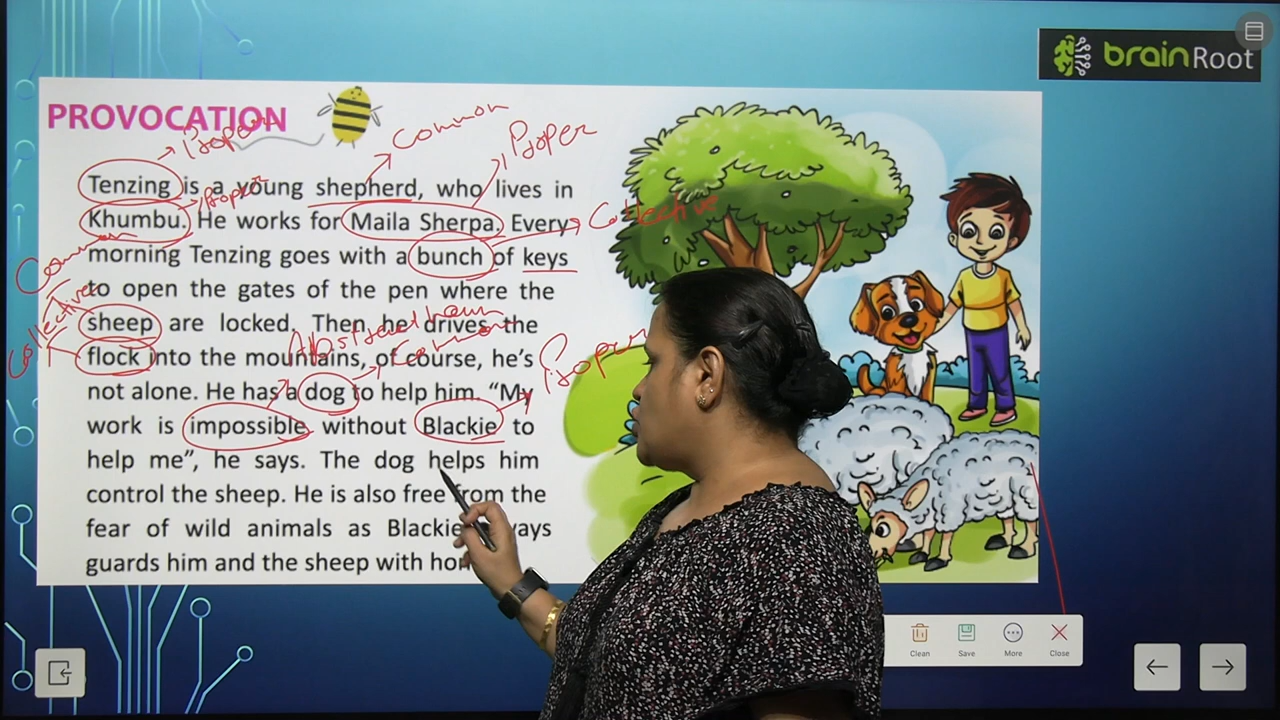 brainRoot
PROVOCATION
Proper
Common
Proper
Tenzing is a young shepherd, who lives in
Proper
Khumbu. He works for Maila Sherpa. Every
Collective
Common
morning Tenzing goes with a bunch of keys
to open the gates of the pen where the
Collective
sheep are locked. Then he drives the
Abstract noun
Common
Proper
flock into the mountains, of course, he's
not alone. He has a dog to help him. “My
work is impossible without Blackie to
help me”, he says. The dog helps him
control the sheep. He is also free from the
fear of wild animals as Blackie
guards him and the sheep with
Clean
Save
More
Close